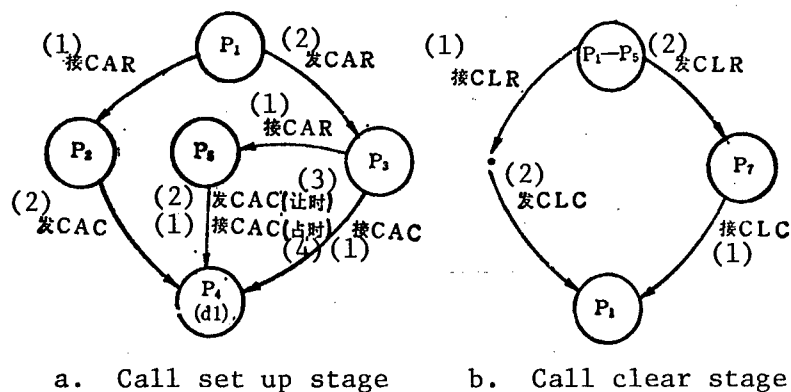 (1)
接CAR
P₁
(2)
发CAR
P₂
(1)
接CAR
P₅
P₃
(2)
发CAC
(2) 发CAC(让时) (3)
(1) 接CAC(占时) (4)
(1) 接CAC
P₄
(d1)
a. Call set up stage
(1)
接CLR
P₁—P₅
(2)
发CLR
(2)
发CLC
P₇
接CLC
(1)
P₁
b. Call clear stage